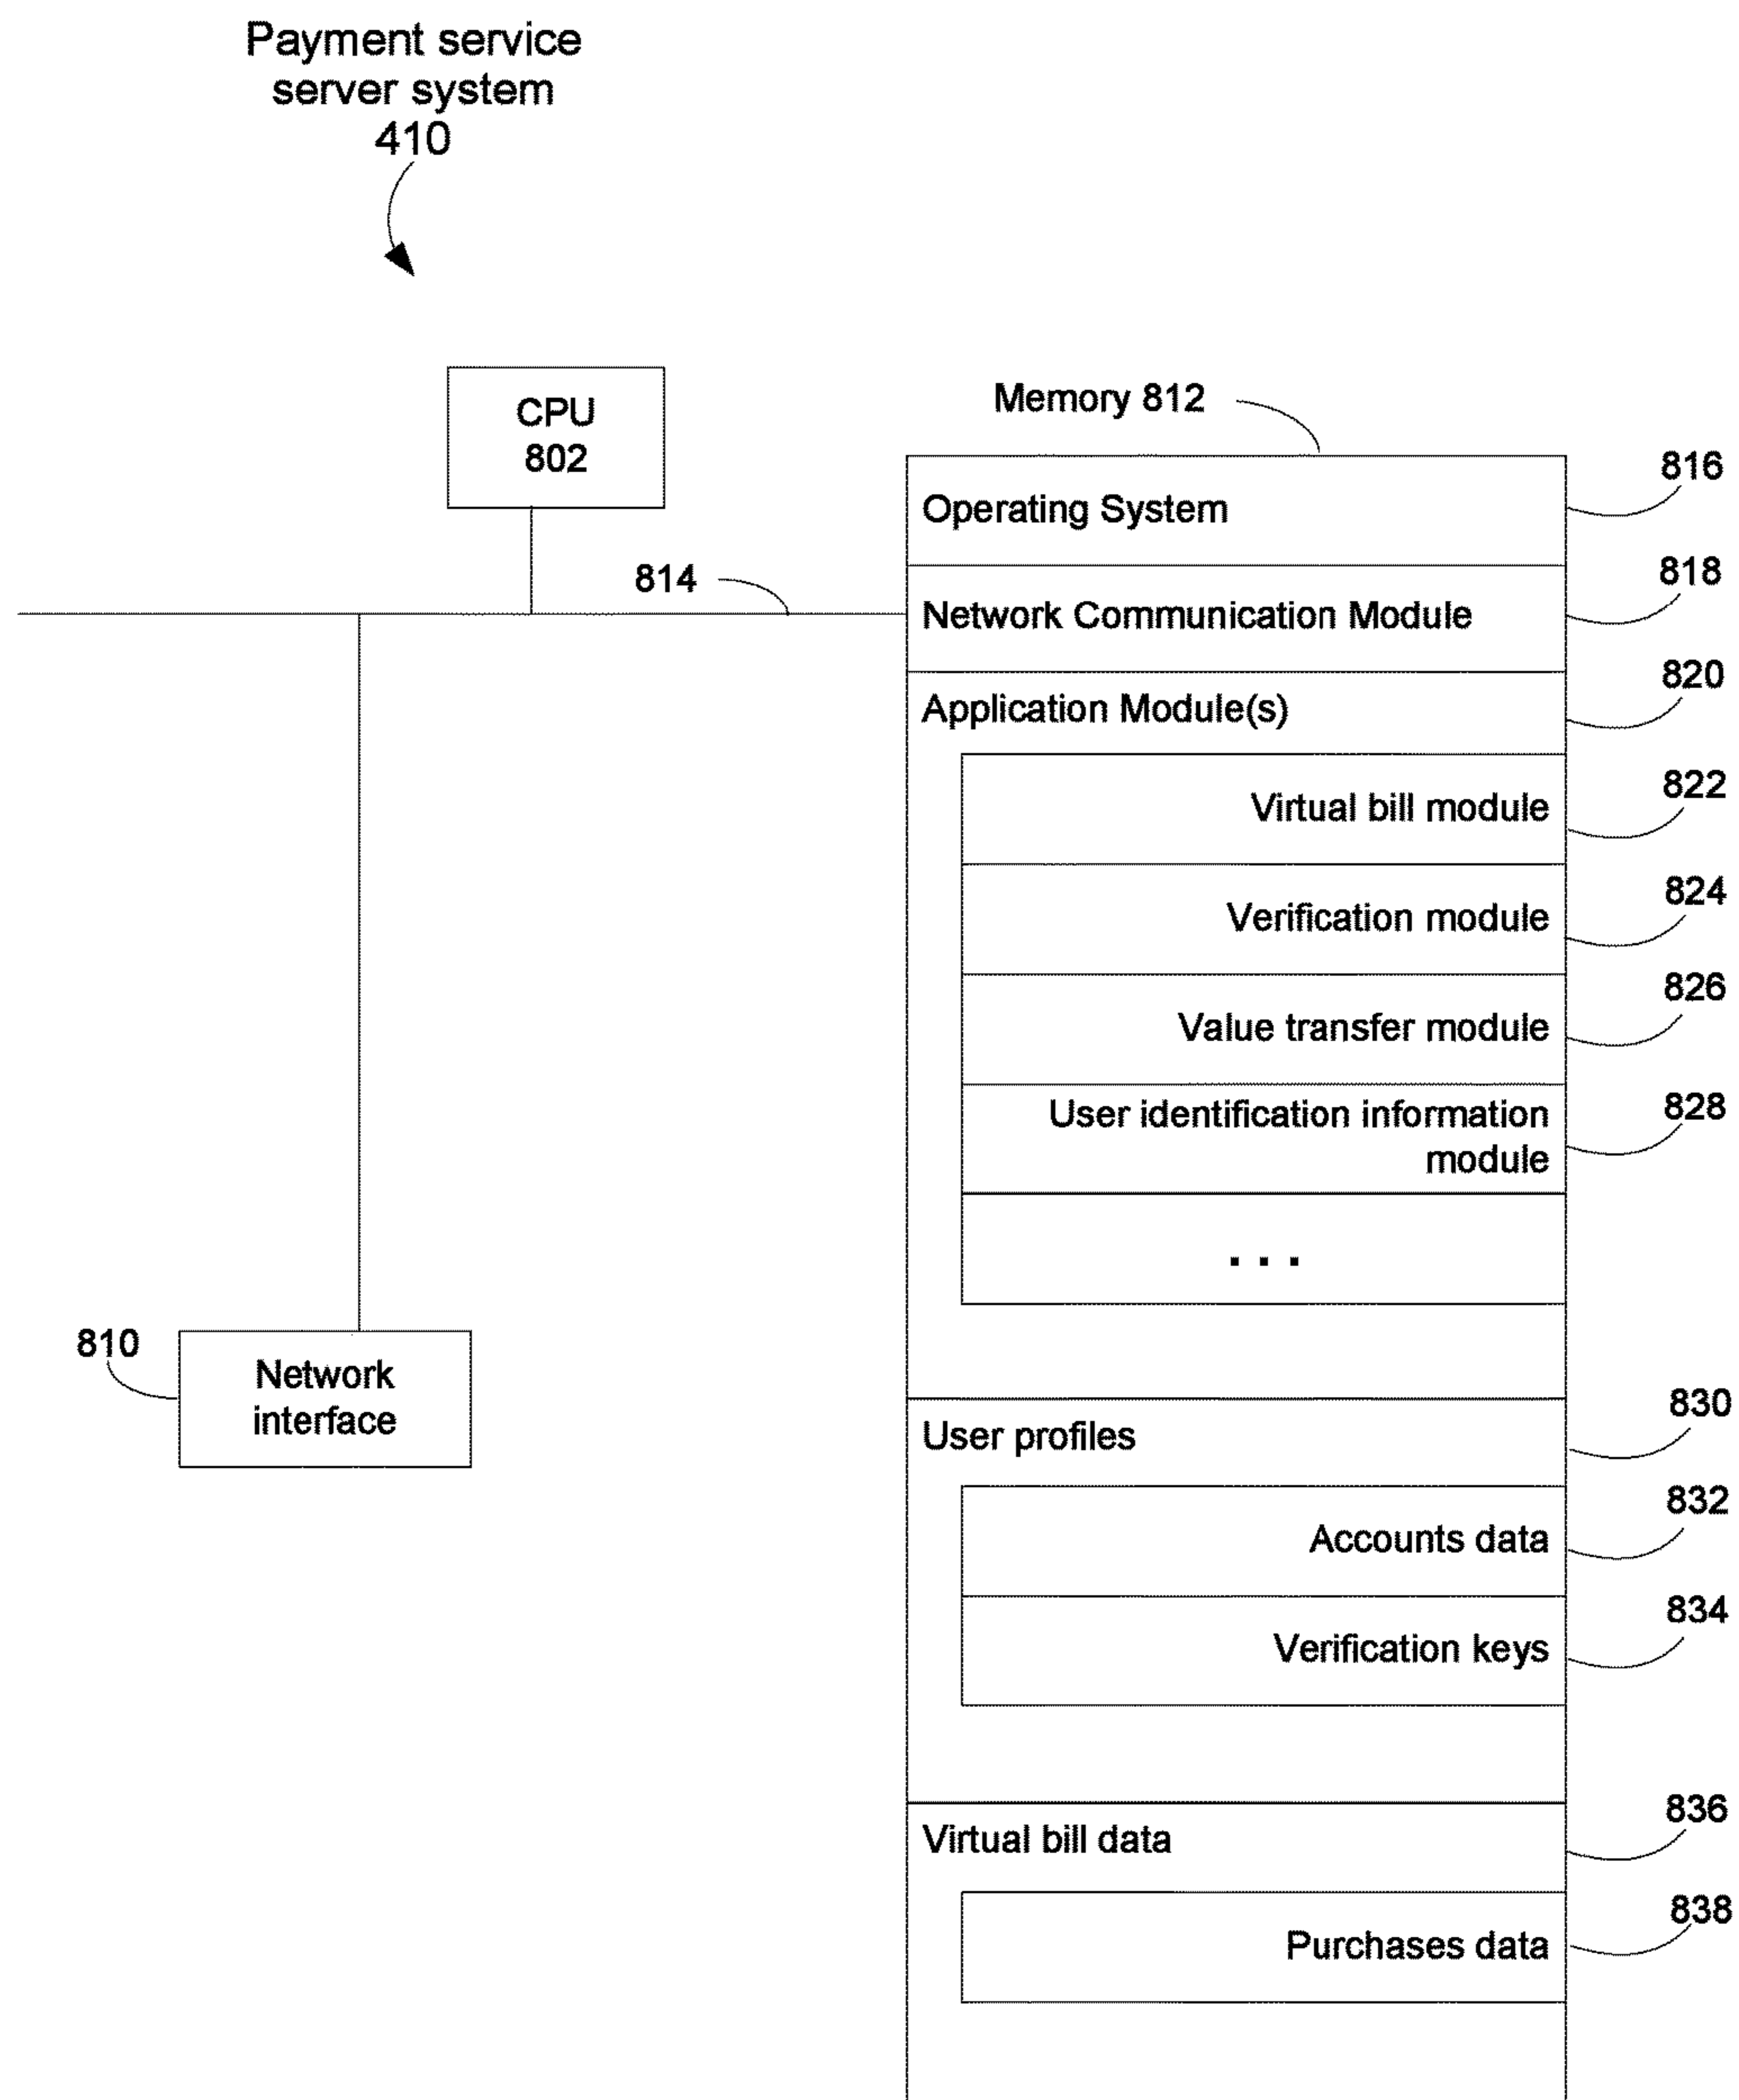 Payment service
server system
410
CPU
802
Memory 812
816
Operating System
814
818
Network Communication Module
820
Application Module(s)
822
Virtual bill module
824
Verification module
826
Value transfer module
828
User identification information
module
. . .
810
Network
interface
830
User profiles
832
Accounts data
834
Verification keys
836
Virtual bill data
838
Purchases data